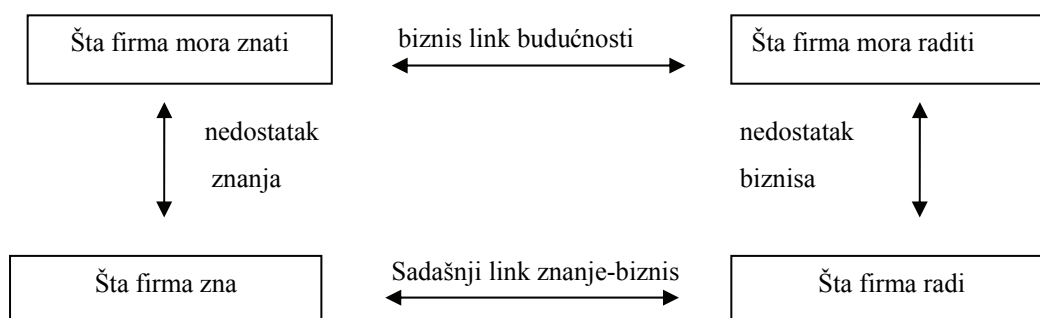 Šta firma mora znati
biznis link budućnosti
Šta firma mora raditi
nedostatak
znanja
nedostatak
biznisa
Šta firma zna
Sadašnji link znanje-biznis
Šta firma radi